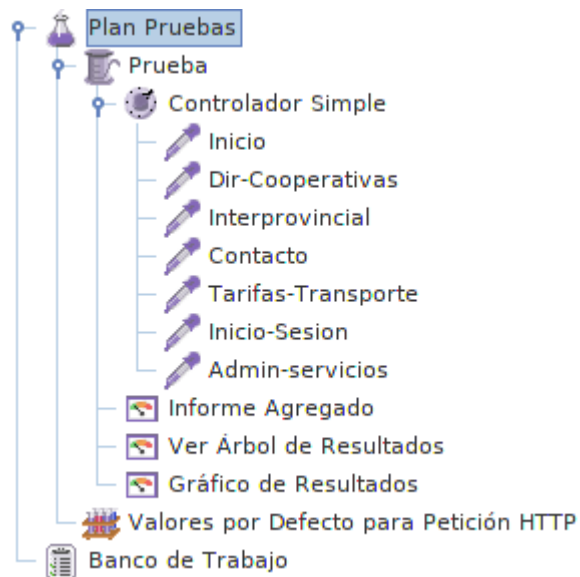 Plan Pruebas
Prueba
Controlador Simple
Inicio
Dir-Cooperativas
Interprovincial
Contacto
Tarifas-Transporte
Inicio-Sesion
Admin-servicios
Informe Agregado
Ver Árbol de Resultados
Gráfico de Resultados
Valores por Defecto para Petición HTTP
Banco de Trabajo